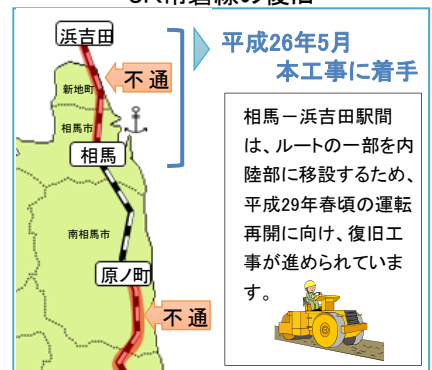 JR常磐線の復旧
浜吉田
不通
新地町
相馬市
相馬
南相馬市
原ノ町
不通
平成26年5月
本工事に着手
相馬－浜吉田駅間
は、ルートの一部を内
陸部に移設するため、
平成29年春頃の運転
再開に向け、復旧工
事が進められていま
す。